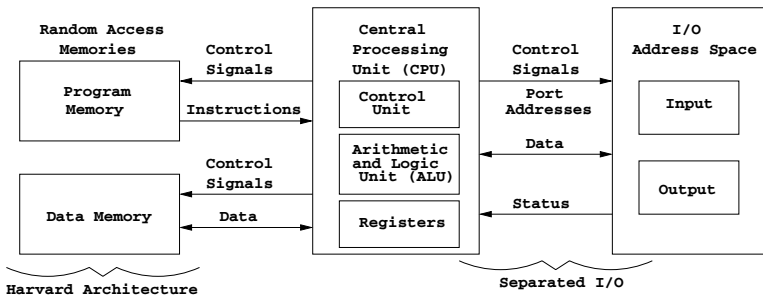 Random Access
Memories
Control
Signals
Program
Memory
Instructions
Control
Signals
Data Memory
Data
Harvard Architecture
Central
Processing
Unit (CPU)
Control
Unit
Arithmetic
and Logic
Unit (ALU)
Registers
Control
Signals
Port
Addresses
Data
Status
Separated I/O
I/O
Address Space
Input
Output